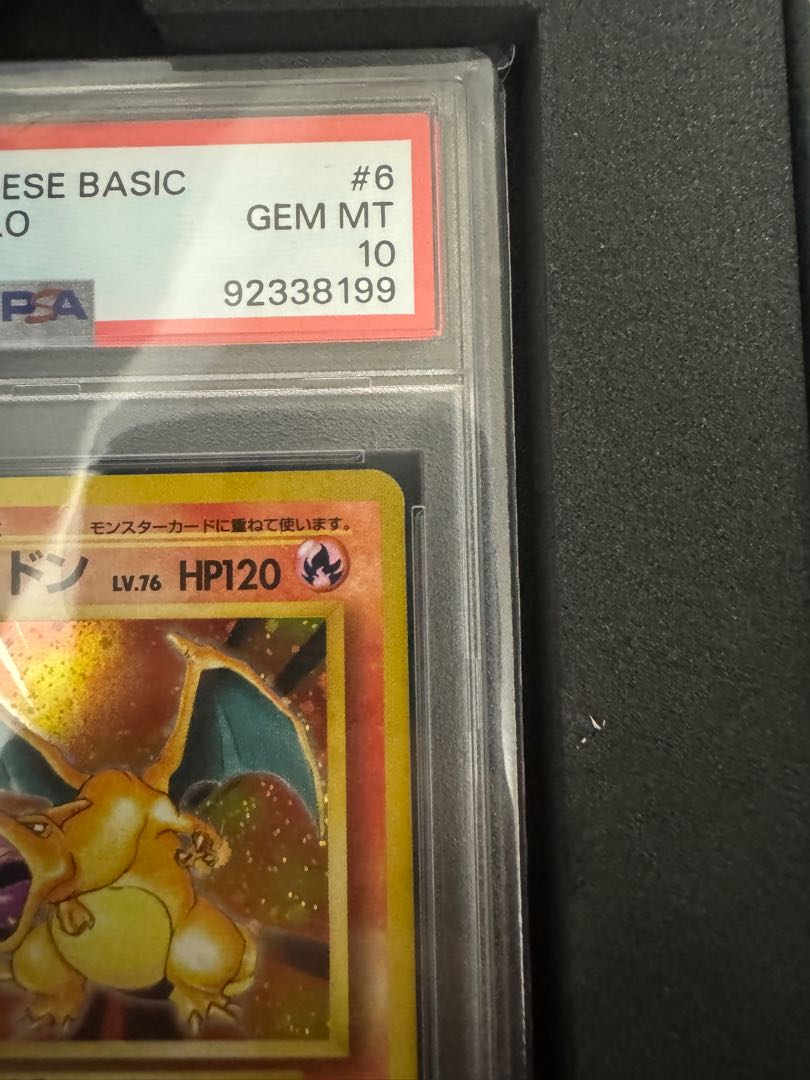 ESE BASIC #6
LO GEM MT
10
PSA 92338199
モンスターカードに重ねて使います。
ドン LV.76 HP120